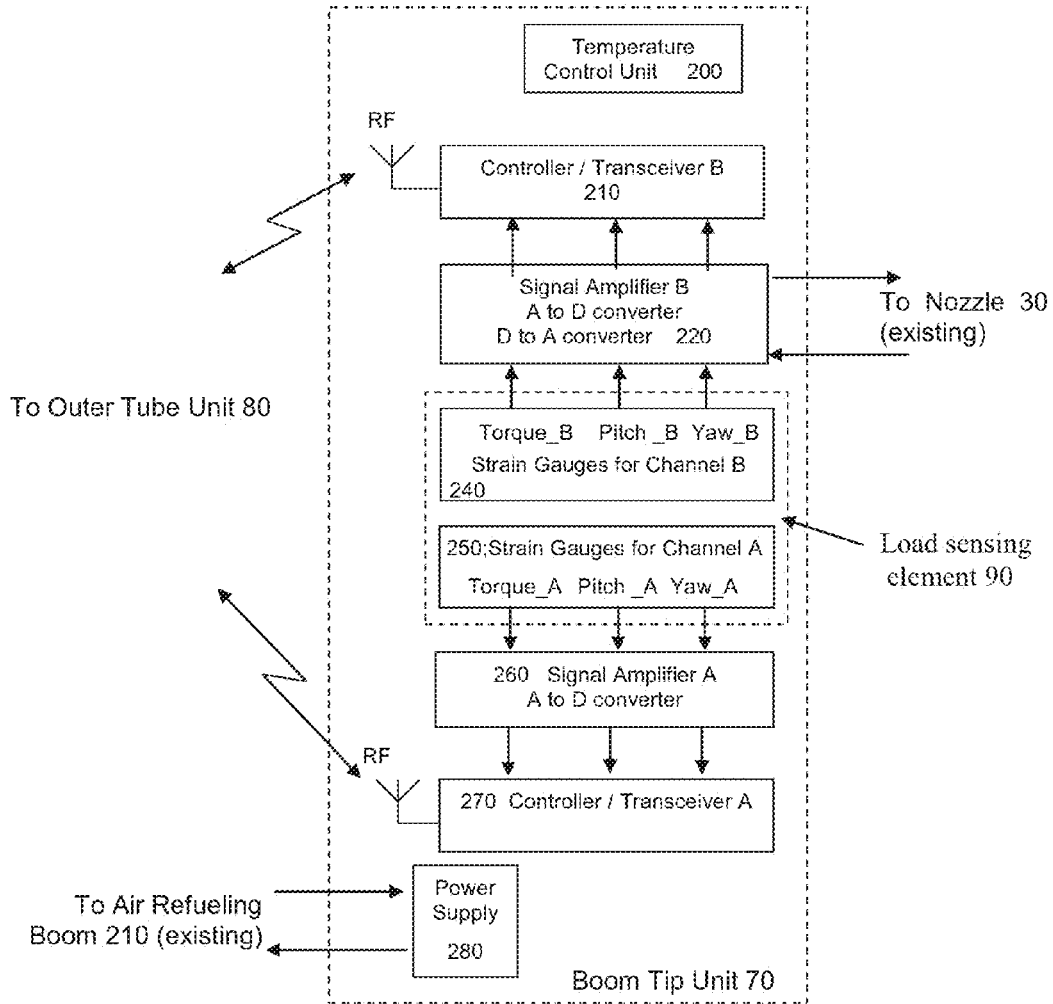 Temperature
Control Unit 200
RF
Controller / Transceiver B
210
Signal Amplifier B
A to D converter
D to A converter 220
To Nozzle 30
(existing)
To Outer Tube Unit 80
Torque_B Pitch _B Yaw_B
Strain Gauges for Channel B
240
250;Strain Gauges for Channel A
Torque_A Pitch _A Yaw_A
Load sensing
element 90
260 Signal Amplifier A
A to D converter
RF
270 Controller / Transceiver A
To Air Refueling
Boom 210 (existing)
Power
Supply
280
Boom Tip Unit 70